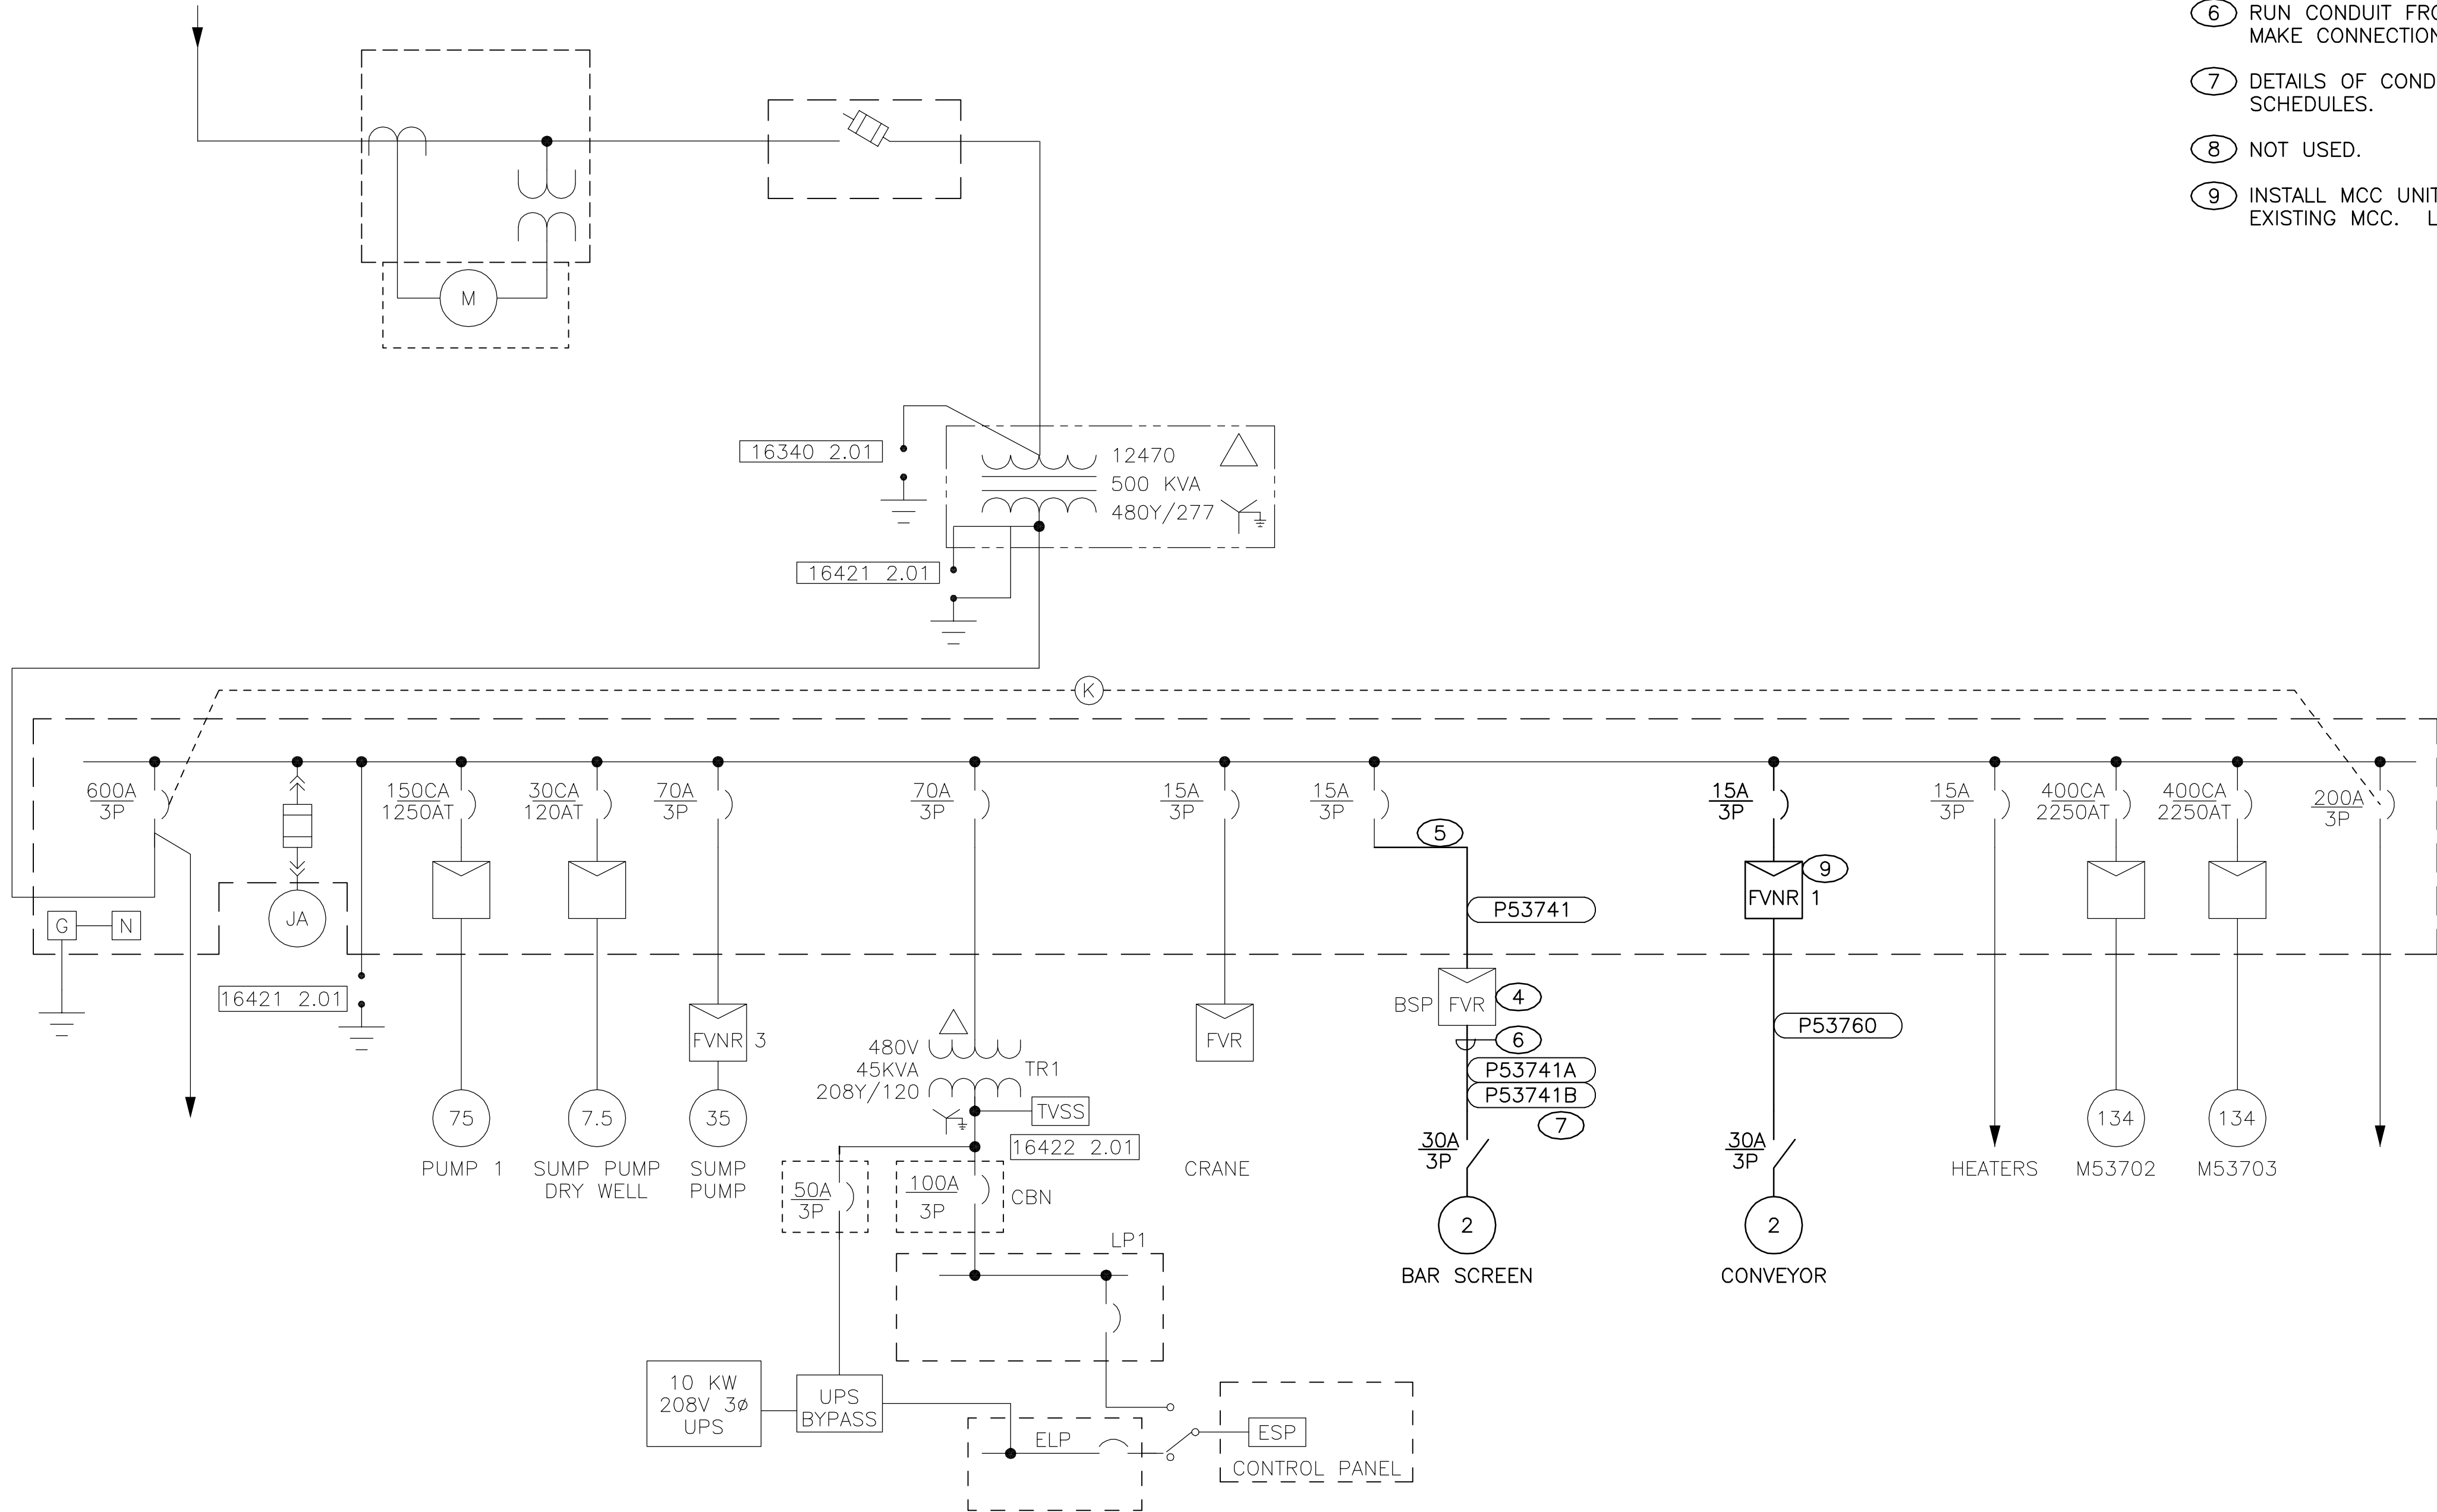 6 RUN CONDUIT FRO
MAKE CONNECTION
7 DETAILS OF COND
SCHEDULES.
8 NOT USED.
9 INSTALL MCC UNIT
EXISTING MCC. L
M
16340 2.01
12470
500 KVA
480Y/277
16421 2.01
K
600A
3P
150CA
1250AT
30CA
120AT
70A
3P
70A
3P
15A
3P
15A
3P
15A
3P
15A
3P
400CA
2250AT
400CA
2250AT
200A
3P
5
9
FVNR 1
P53741
G
N
JA
16421 2.01
BSP
FVR
4
6
P53760
FVNR 3
FVR
480V
45KVA
208Y/120
TR1
P53741A
P53741B
7
TVSS
16422 2.01
75
7.5
35
134
134
30A
3P
30A
3P
PUMP 1
SUMP PUMP
DRY WELL
SUMP
PUMP
CRANE
HEATERS
M53702
M53703
50A
3P
100A
3P
CBN
2
2
LP1
BAR SCREEN
CONVEYOR
10 KW
208V 3ø
UPS
UPS
BYPASS
ELP
ESP
CONTROL PANEL